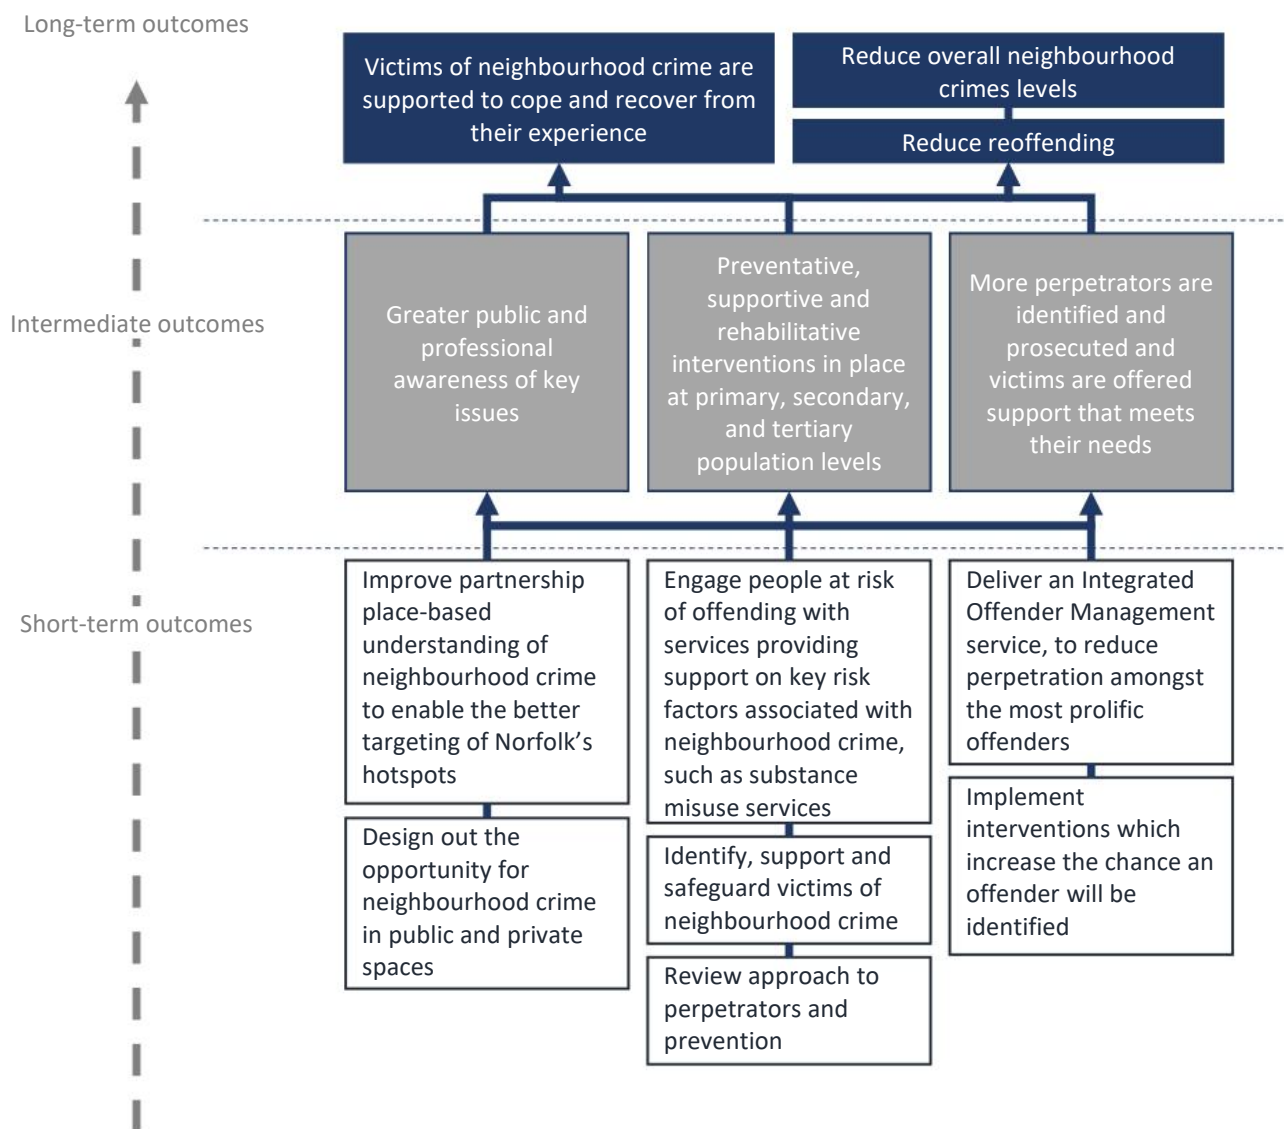 Long-term outcomes
Victims of neighbourhood crime are
supported to cope and recover from
their experience
Reduce overall neighbourhood
crimes levels
Reduce reoffending
Intermediate outcomes
Greater public and
professional
awareness of key
issues
Preventative,
supportive and
rehabilitative
interventions in place
at primary, secondary,
and tertiary
population levels
More perpetrators are
identified and
prosecuted and
victims are offered
support that meets
their needs
Short-term outcomes
Improve partnership
place-based
understanding of
neighbourhood crime
to enable the better
targeting of Norfolk’s
hotspots
Design out the
opportunity for
neighbourhood crime
in public and private
spaces
Engage people at risk
of offending with
services providing
support on key risk
factors associated with
neighbourhood crime,
such as substance
misuse services
Identify, support and
safeguard victims of
neighbourhood crime
Review approach to
perpetrators and
prevention
Deliver an Integrated
Offender Management
service, to reduce
perpetration amongst
the most prolific
offenders
Implement
interventions which
increase the chance an
offender will be
identified